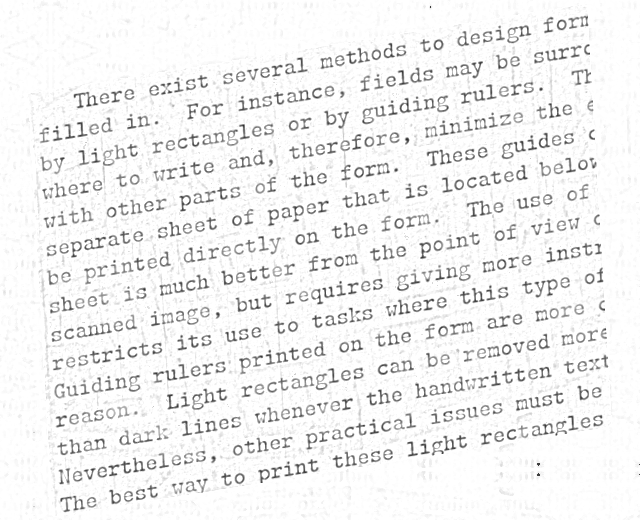 There exist several methods to design form
filled in. For instance, fields may be surro
by light rectangles or by guiding rulers. Th
where to write and, therefore, minimize the e
with other parts of the form. These guides c
separate sheet of paper that is located below
be printed directly on the form. The use of
sheet is much better from the point of view o
scanned image, but requires giving more instr
restricts its use to tasks where this type of
Guiding rulers printed on the form are more c
reason. Light rectangles can be removed more
than dark lines whenever the handwritten text
Nevertheless, other practical issues must be
The best way to print these light rectangles